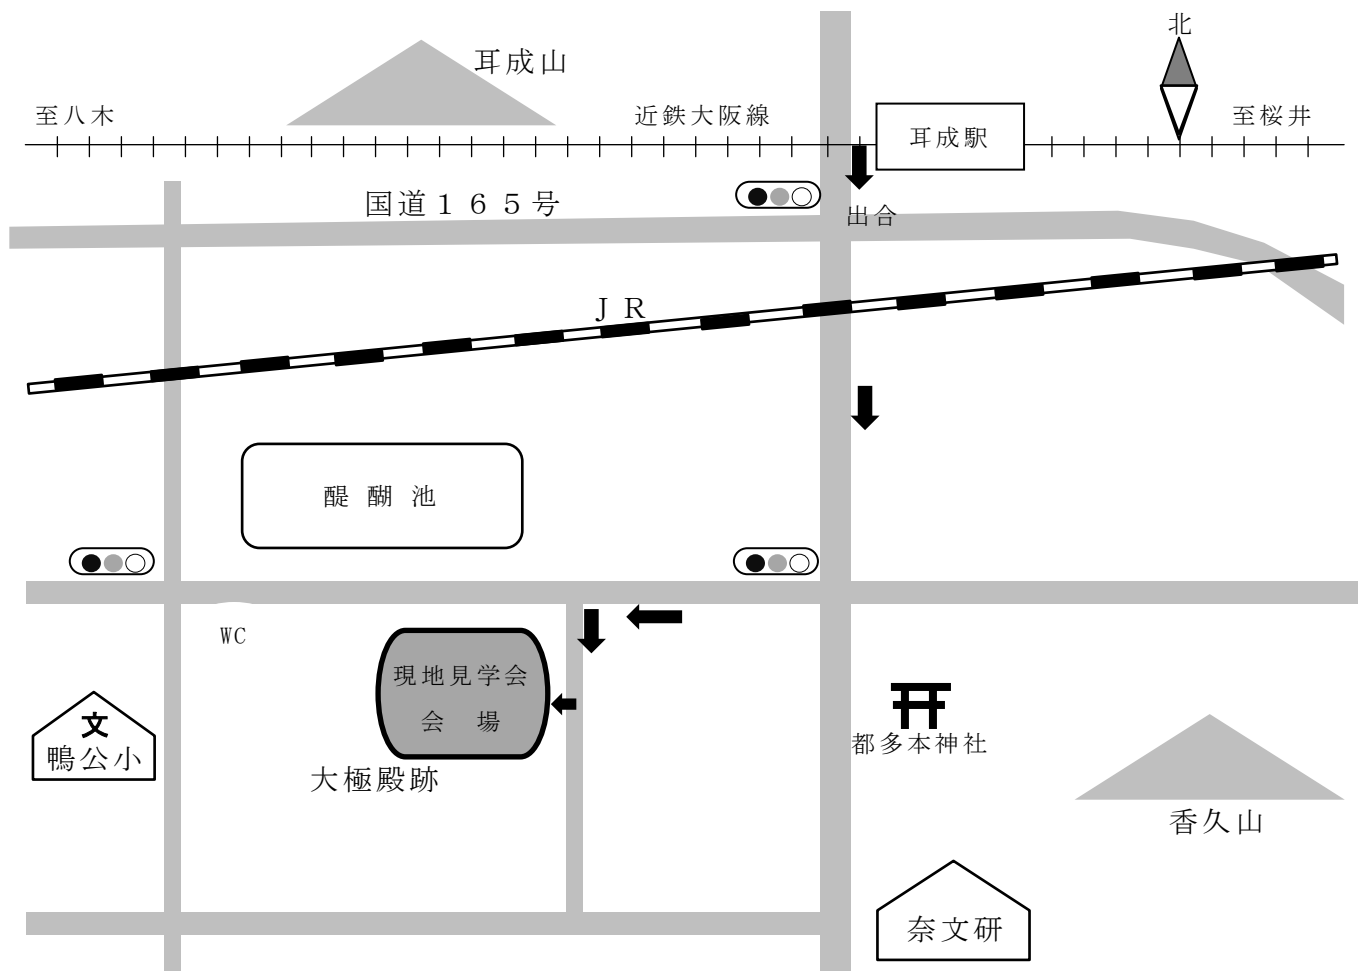 北
耳成山
至八木
近鉄大阪線
耳成駅
至桜井
国道１６５号
出合
ＪＲ
醍醐池
WC
現地見学会
会　場
文
鴨公小
都多本神社
大極殿跡
香久山
奈文研